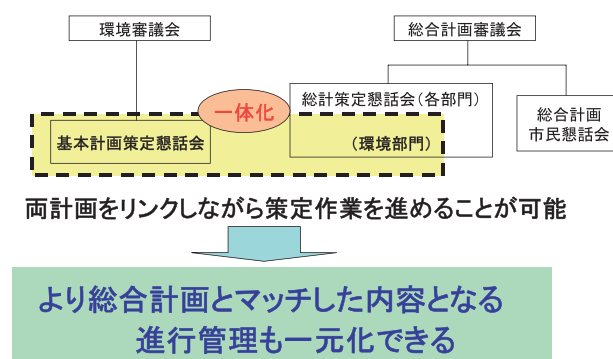 環境審議会
総合計画審議会
一体化
総計策定懇話会(各部門)
(環境部門)
基本計画策定懇話会
総合計画
市民懇話会
両計画をリンクしながら策定作業を進めることが可能
より総合計画とマッチした内容となる
進行管理も一元化できる